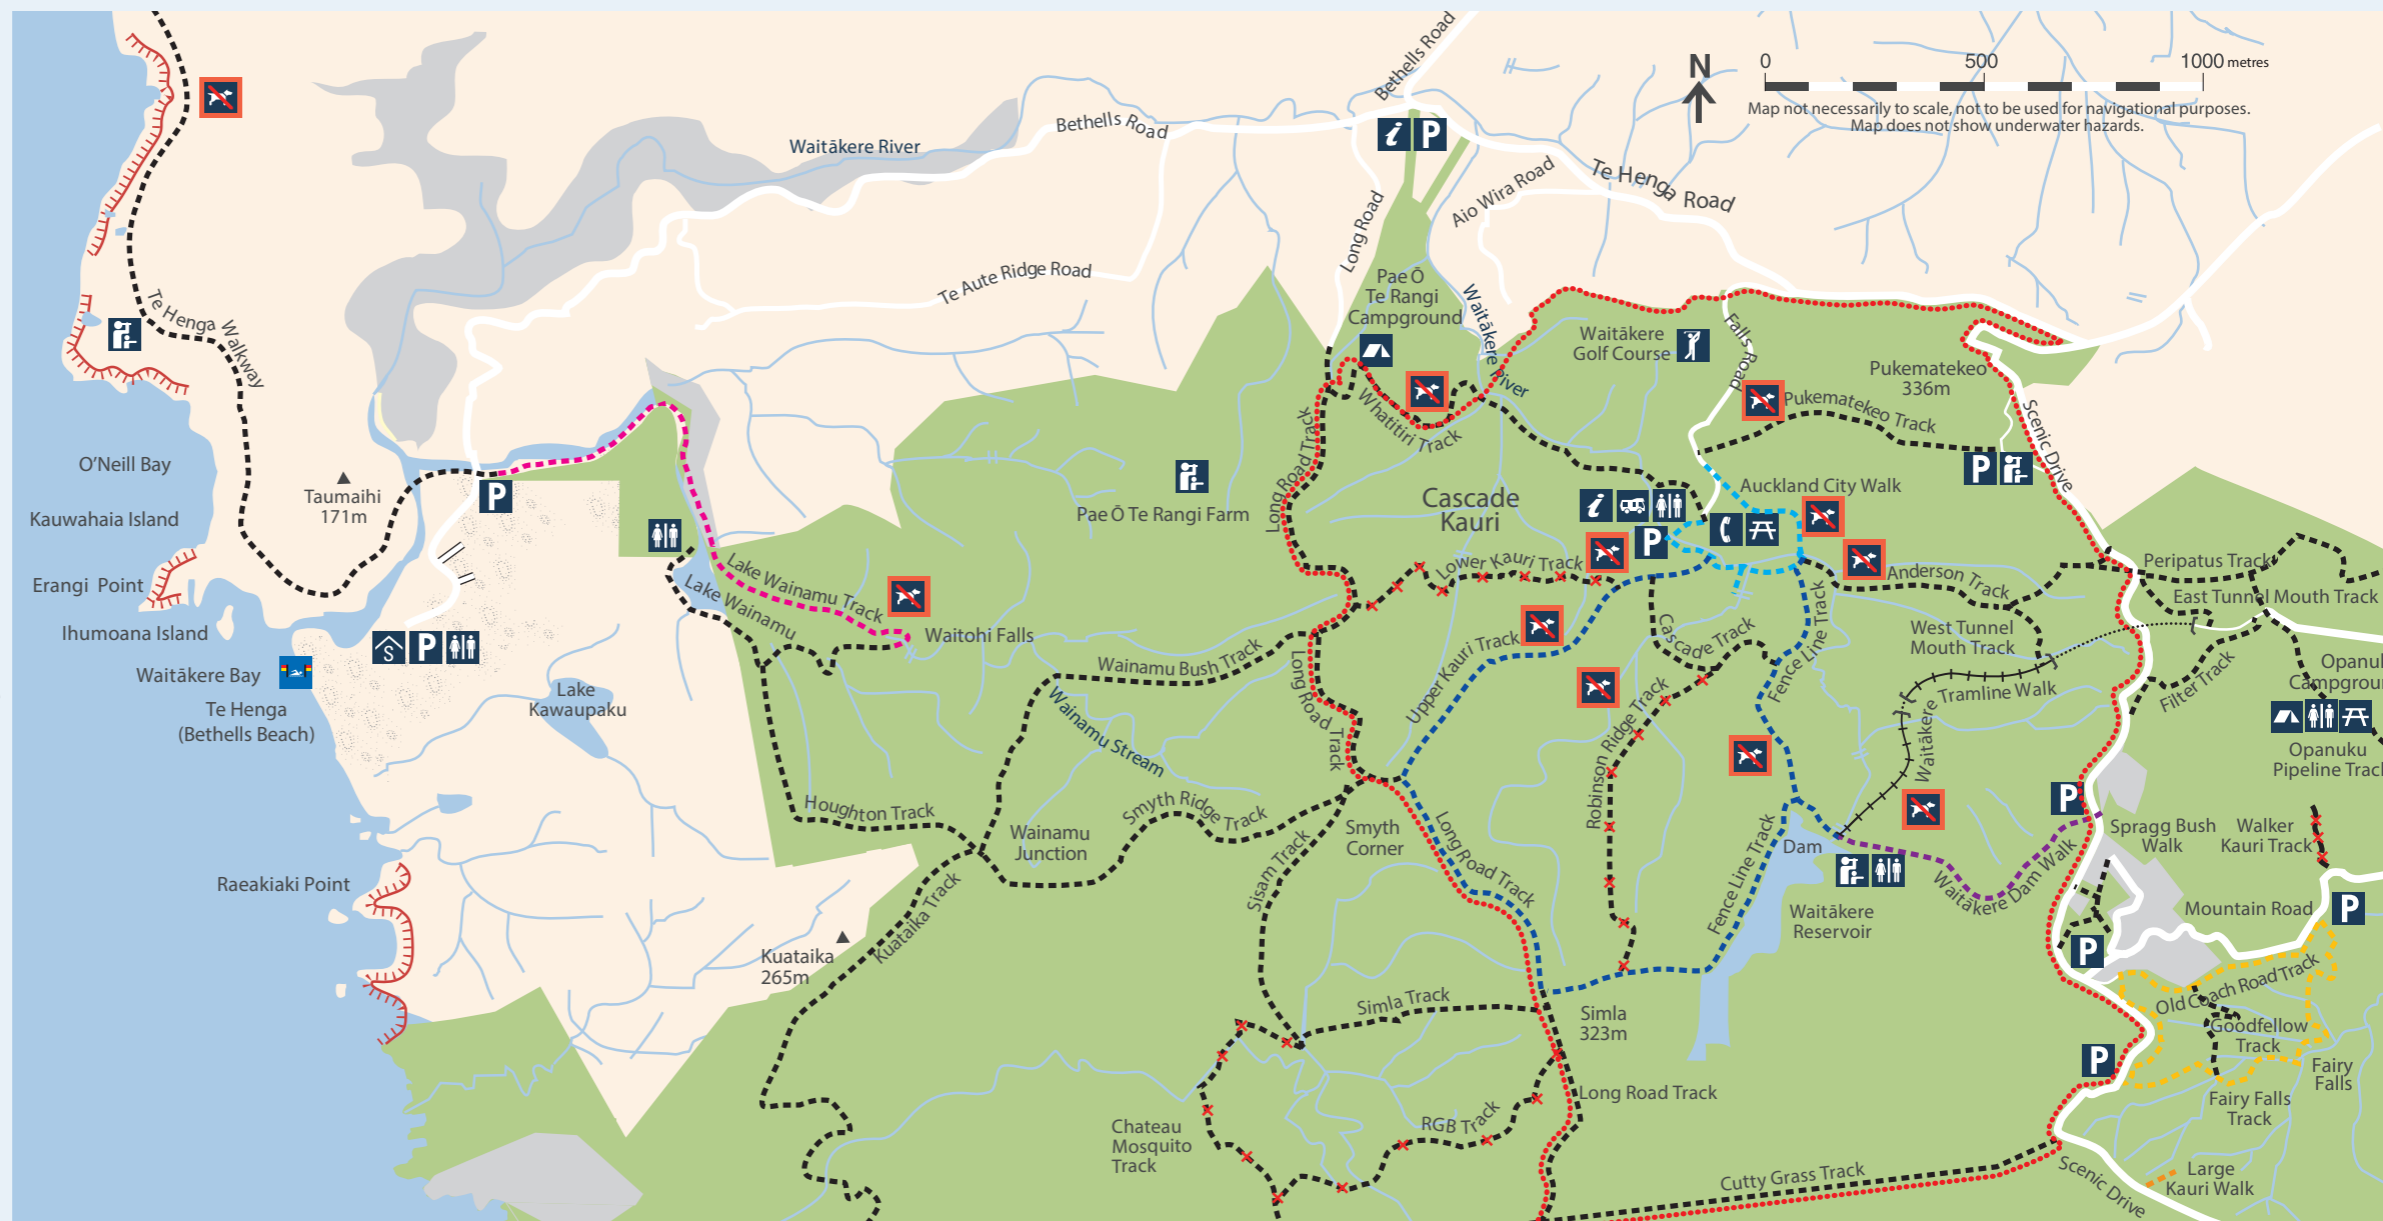 Bethells Road
N
0 500 1000 metres
Map not necessarily to scale, not to be used for navigational purposes.
Map does not show underwater hazards.
Waitākere River
Bethells Road
i P
Te Henga Road
Aio Wira Road
Long Road
Te Aute Ridge Road
Te Henga Walkway
Pae Ō
Te Rangi
Campground
Waitākere River
Waitākere
Golf Course
Falls Road
Pukematekeo
336m
Pukematekeo Track
Scenic Drive
Whatitiri Track
Long Road Track
O'Neill Bay
Taumaihi
171m
P
Kauwahaia Island
Pae Ō Te Rangi Farm
Cascade
Kauri
i
P
Auckland City Walk
P
Erangi Point
Ihumoana Island
Lake Wainamu Track
Lake Wainamu
Waitohi Falls
Lower Kauri Track
Anderson Track
Peripatus Track
East Tunnel Mouth Track
West Tunnel
Mouth Track
Fence Line Track
Cascade Track
Upper Kauri Track
S P
Waitākere Bay
Te Henga
(Bethells Beach)
Lake
Kawaupaku
Wainamu Bush Track
Wainamu Stream
Long Road Track
Robinson Ridge Track
Waitākere Tramline Walk
Filter Track
Opanuk
Campgroun
Opanuku
Pipeline Track
Houghton Track
Wainamu
Junction
Smyth Ridge Track
Sisam Track
Smyth
Corner
Long Road Track
Fence Line Track
Dam
P
Spragg Bush
Walk
Walker
Kauri Track
Waitākere Dam Walk
Waitākere
Reservoir
Mountain Road
P
P
Raeakiaki Point
Kuataika
265m
Kuataika Track
Simla Track
Simla
323m
Old Coach Road Track
Goodfellow
Track
Fairy
Falls
P
Fairy Falls
Track
Long Road Track
Chateau
Mosquito
Track
RGB Track
Cutty Grass Track
Scenic Drive
Large
Kauri Walk